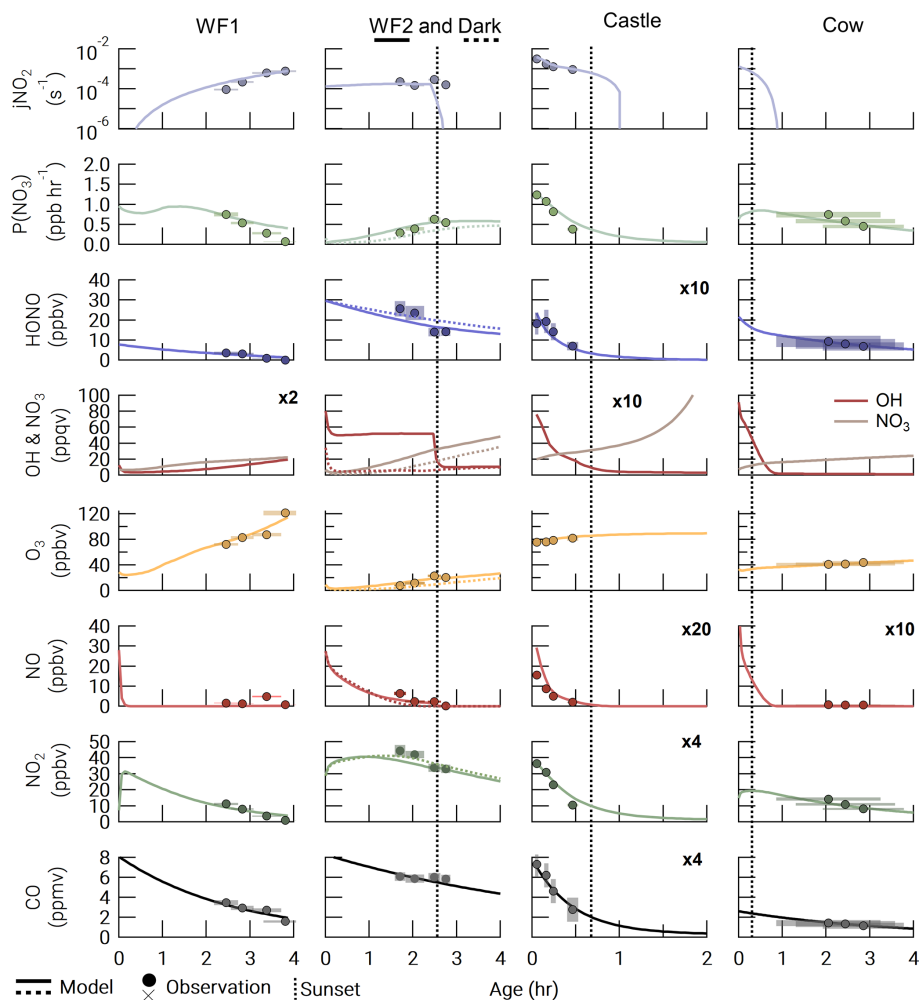 WF1
WF2 and Dark
Castle
Cow
jNO2
(s-1)
10-2
10-4
10-6
P(NO3)
(ppb hr-1)
2.0
1.5
1.0
0.5
0.0
HONO
(ppbv)
40
30
20
10
0
x10
OH & NO3
(ppqv)
100
80
60
40
20
0
x2
x10
OH
NO3
O3
(ppbv)
120
80
40
0
NO
(ppbv)
40
30
20
10
0
x20
x10
NO2
(ppbv)
50
40
30
20
10
0
x4
CO
(ppmv)
8
6
4
2
0
x4
0 1 2 3 4
0 1 2 3 4
0 1 2
0 1 2 3 4
Model
Observation
Sunset
Age (hr)